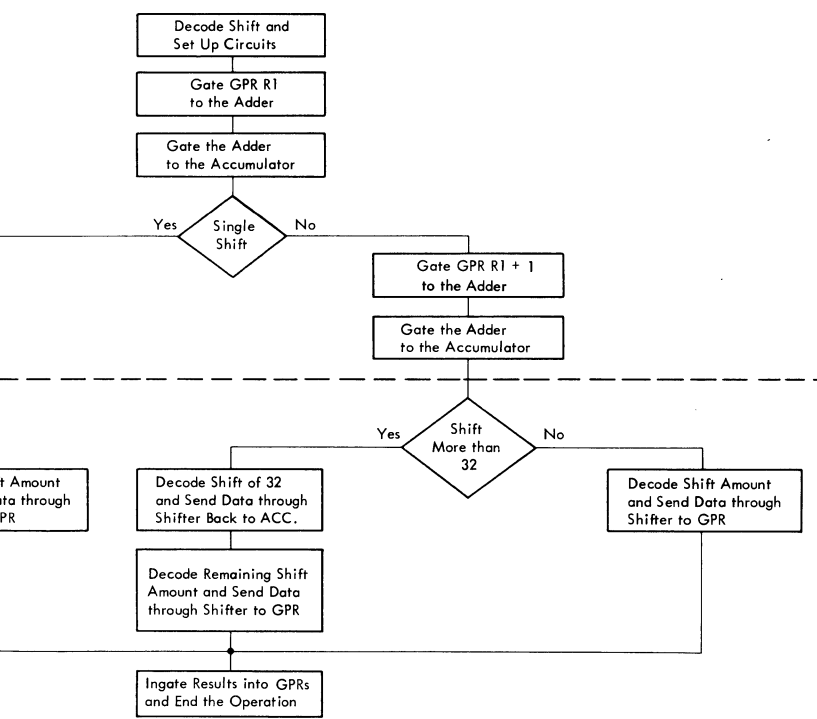 Decode Shift and
Set Up Circuits
Gate GPR R1
to the Adder
Gate the Adder
to the Accumulator
Yes
Single
Shift
No
Gate GPR R1 + 1
to the Adder
Gate the Adder
to the Accumulator
Yes
Shift
More than
32
No
t Amount
ata through
PR
Decode Shift of 32
and Send Data through
Shifter Back to ACC.
Decode Shift Amount
and Send Data through
Shifter to GPR
Decode Remaining Shift
Amount and Send Data
through Shifter to GPR
Ingate Results into GPRs
and End the Operation